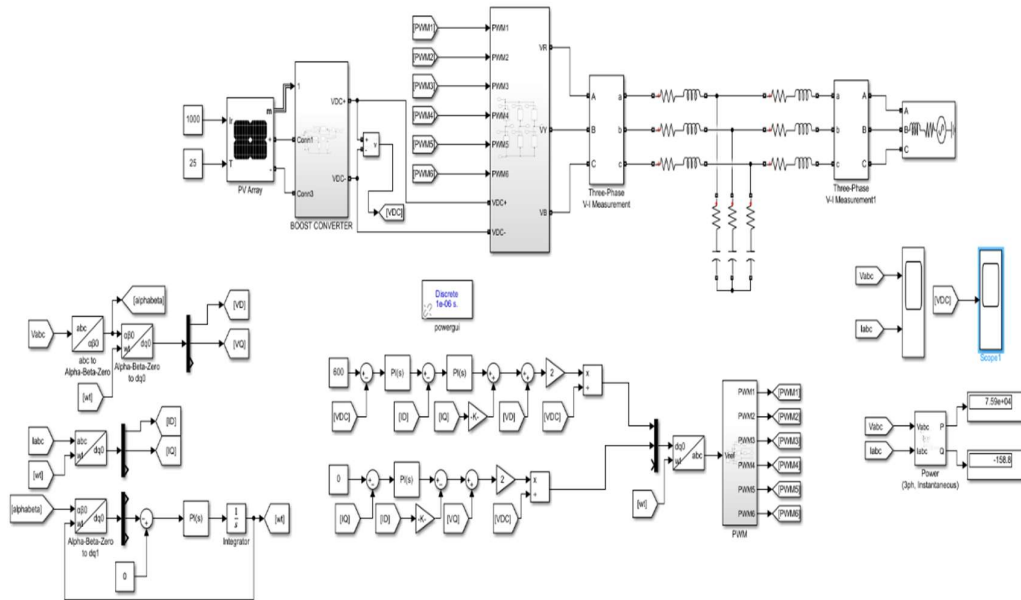 1000
25
Ir
T
m
+
-
PV Array
1
Conn1
Conn3
VDC+
VDC-
BOOST CONVERTER
+
-
v
[VDC]
[PWM1]
[PWM2]
[PWM3]
[PWM4]
[PWM5]
[PWM6]
PWM1
PWM2
PWM3
PWM4
PWM5
PWM6
VDC+
VDC-
VR
VY
VB
A
B
C
a
b
c
Three-Phase
V-I Measurement
a
b
c
A
B
C
Three-Phase
V-I Measurement1
A
B
C
Discrete
1e-06 s.
powergui
Vabc
Iabc
[VDC]
Scope1
Vabc
abc
αβ0
abc to
Alpha-Beta-Zero
[alphabeta]
αβ0
wt
dq0
Alpha-Beta-Zero
to dq0
[wt]
[VD]
[VQ]
Iabc
[wt]
abc
wt
dq0
[ID]
[IQ]
[alphabeta]
αβ0
wt
dq0
Alpha-Beta-Zero
to dq1
0
PI(s)
1
s
Integrator
[wt]
600
[VDC]
PI(s)
[ID]
PI(s)
[IQ]
-K-
[VD]
2
[VDC]
x
÷
0
[IQ]
PI(s)
[ID]
-K-
[VQ]
2
[VDC]
x
÷
[wt]
dq0
wt
abc
Vref
PWM1
PWM2
PWM3
PWM4
PWM5
PWM6
PWM
[PWM1]
[PWM2]
[PWM3]
[PWM4]
[PWM5]
[PWM6]
Vabc
Iabc
Vabc
Iabc
P
Q
Power
(3ph, Instantaneous)
7.59e+04
-158.8